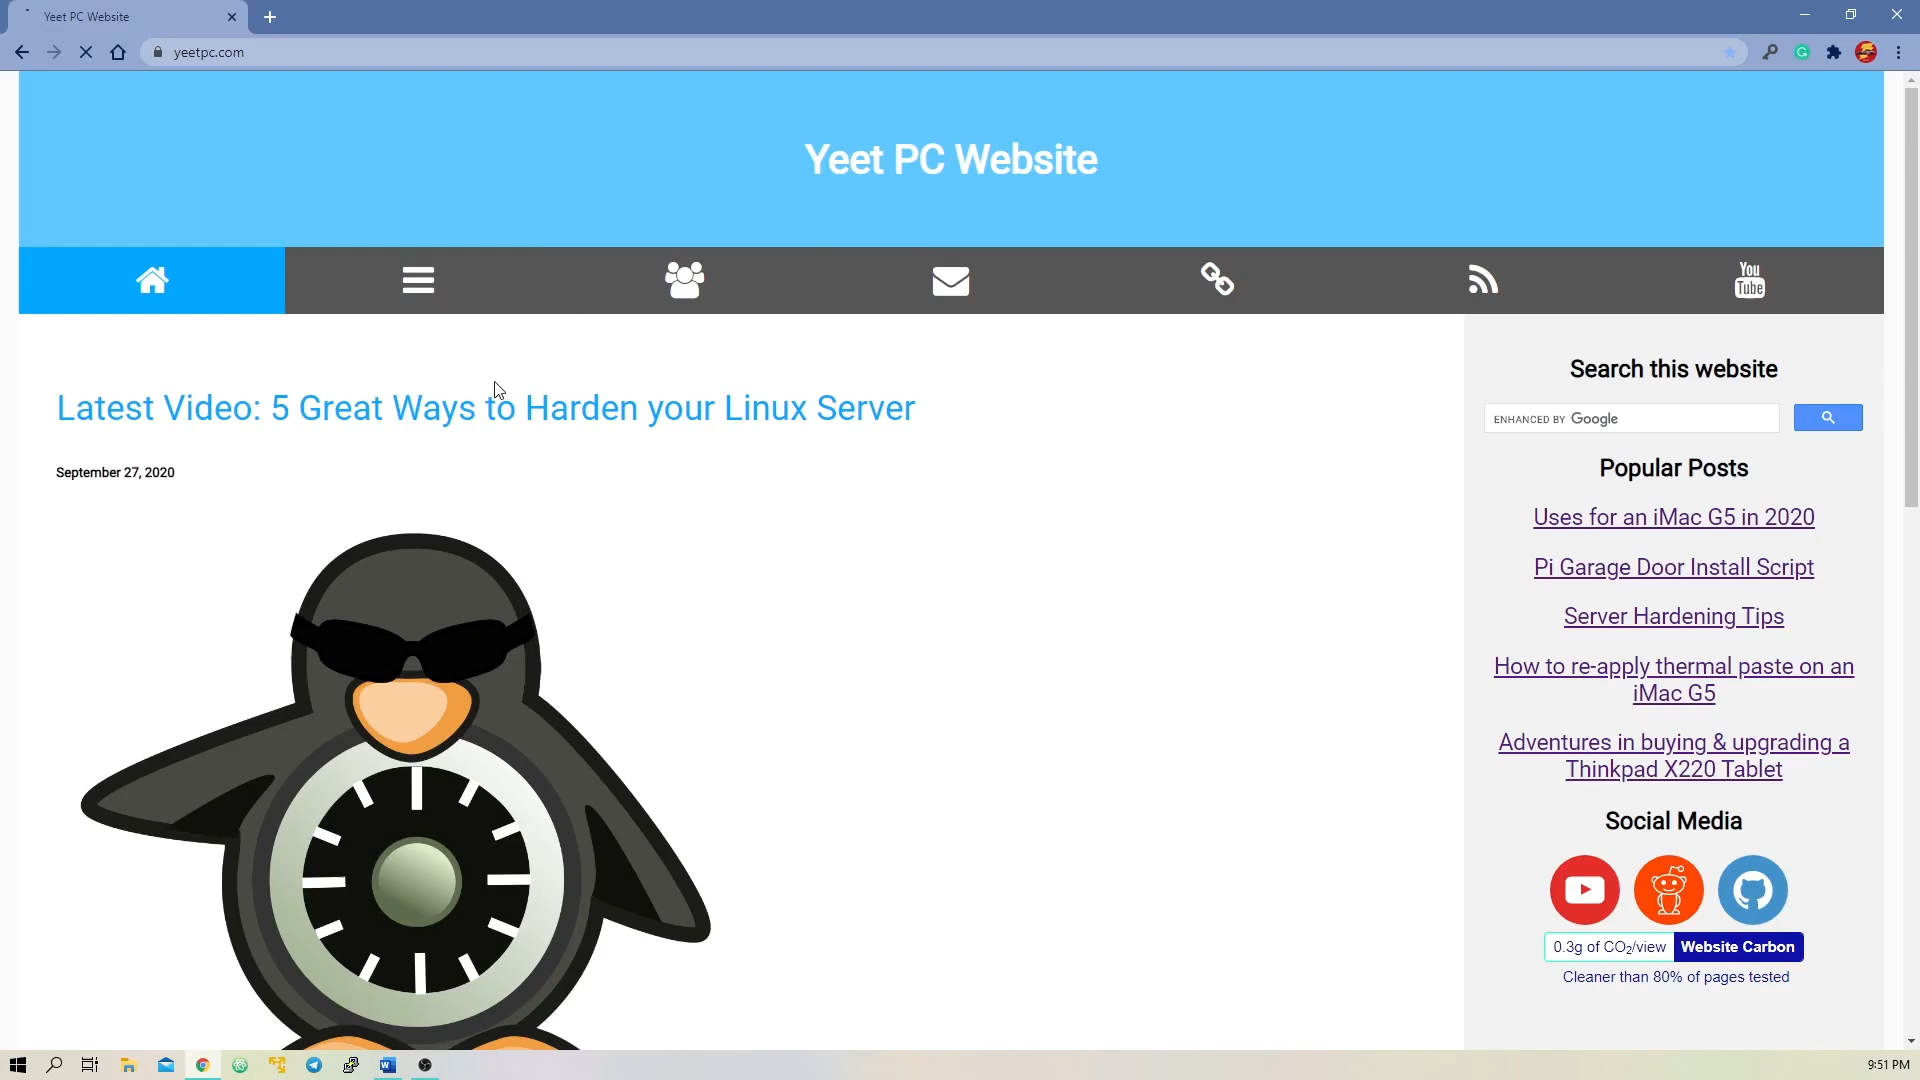 Yeet PC Website
yeetpc.com
Yeet PC Website
You
Tube
Latest Video: 5 Great Ways to Harden your Linux Server
September 27, 2020
Search this website
ENHANCED BY Google
Popular Posts
Uses for an iMac G5 in 2020
Pi Garage Door Install Script
Server Hardening Tips
How to re-apply thermal paste on an
iMac G5
Adventures in buying & upgrading a
Thinkpad X220 Tablet
Social Media
0.3g of CO₂/view Website Carbon
Cleaner than 80% of pages tested
9:51 PM